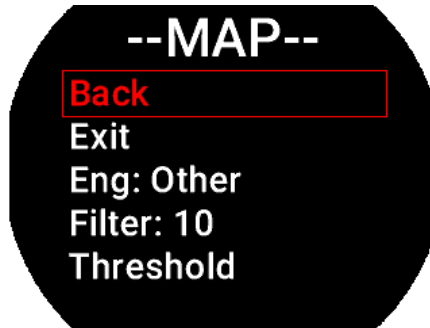 --MAP--
Back
Exit
Eng: Other
Filter: 10
Threshold